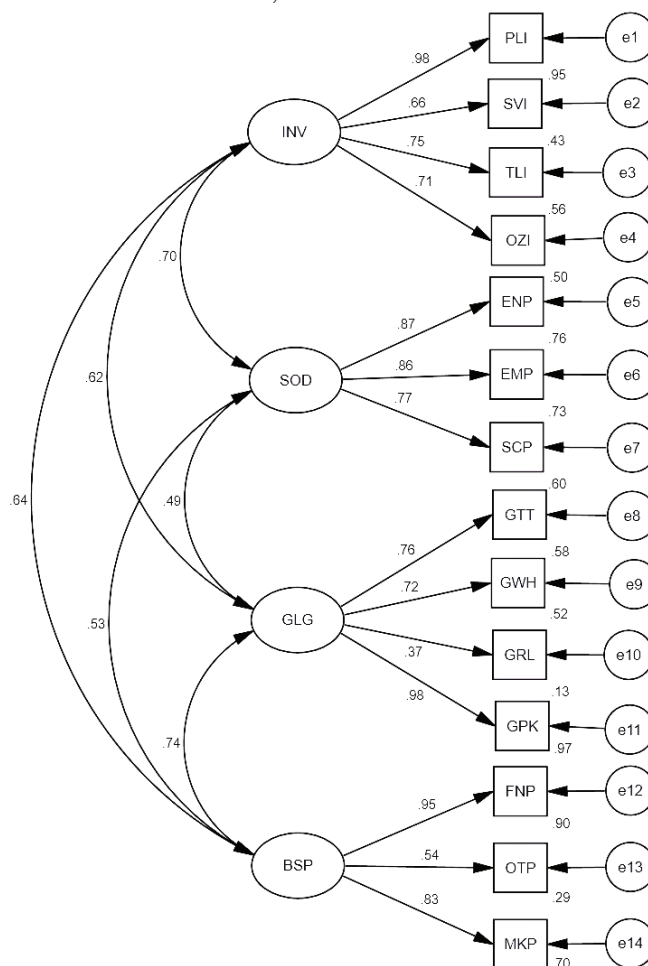 PLI
e1
.98
.95
.66
SVI
e2
INV
.75
.43
TLI
e3
.71
.56
OZI
e4
.70
.50
ENP
e5
.87
.76
.62
SOD
.86
EMP
e6
.77
.73
SCP
e7
.64
.49
.60
GTT
e8
.76
.58
.72
GWH
e9
.53
GLG
.52
.37
GRL
e10
.98
.13
GPK
e11
.74
.97
FNP
e12
.95
.90
BSP
.54
OTP
e13
.83
.29
MKP
e14
.70